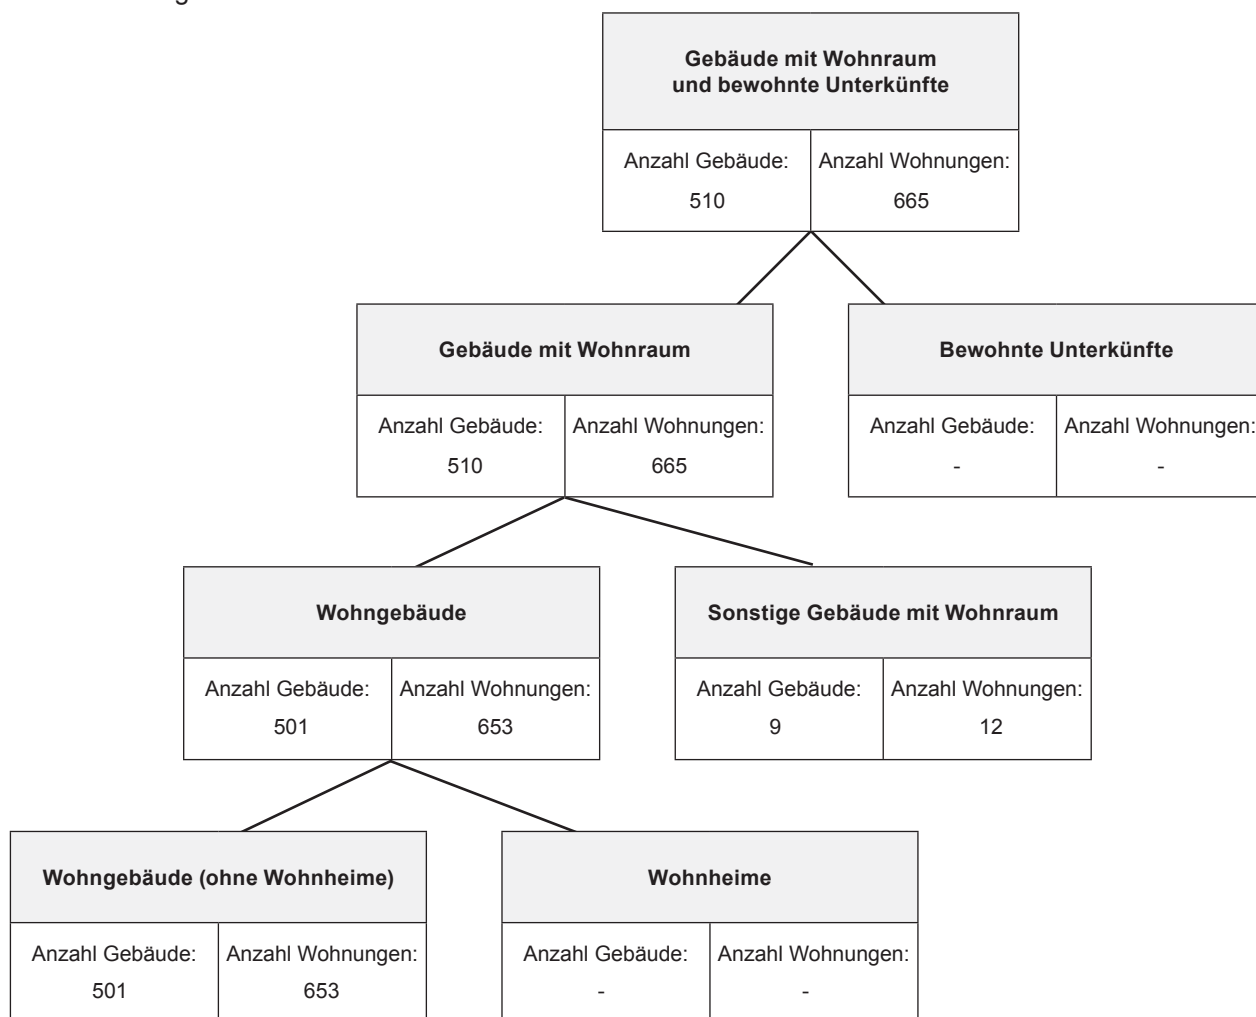 Gebäude mit Wohnraum
und bewohnte Unterkünfte
Anzahl Gebäude: Anzahl Wohnungen:
510 665
Gebäude mit Wohnraum Bewohnte Unterkünfte
Anzahl Gebäude: Anzahl Wohnungen: Anzahl Gebäude: Anzahl Wohnungen:
510 665 - -
Wohngebäude Sonstige Gebäude mit Wohnraum
Anzahl Gebäude: Anzahl Wohnungen: Anzahl Gebäude: Anzahl Wohnungen:
501 653 9 12
Wohngebäude (ohne Wohnheime) Wohnheime
Anzahl Gebäude: Anzahl Wohnungen: Anzahl Gebäude: Anzahl Wohnungen:
501 653 - -